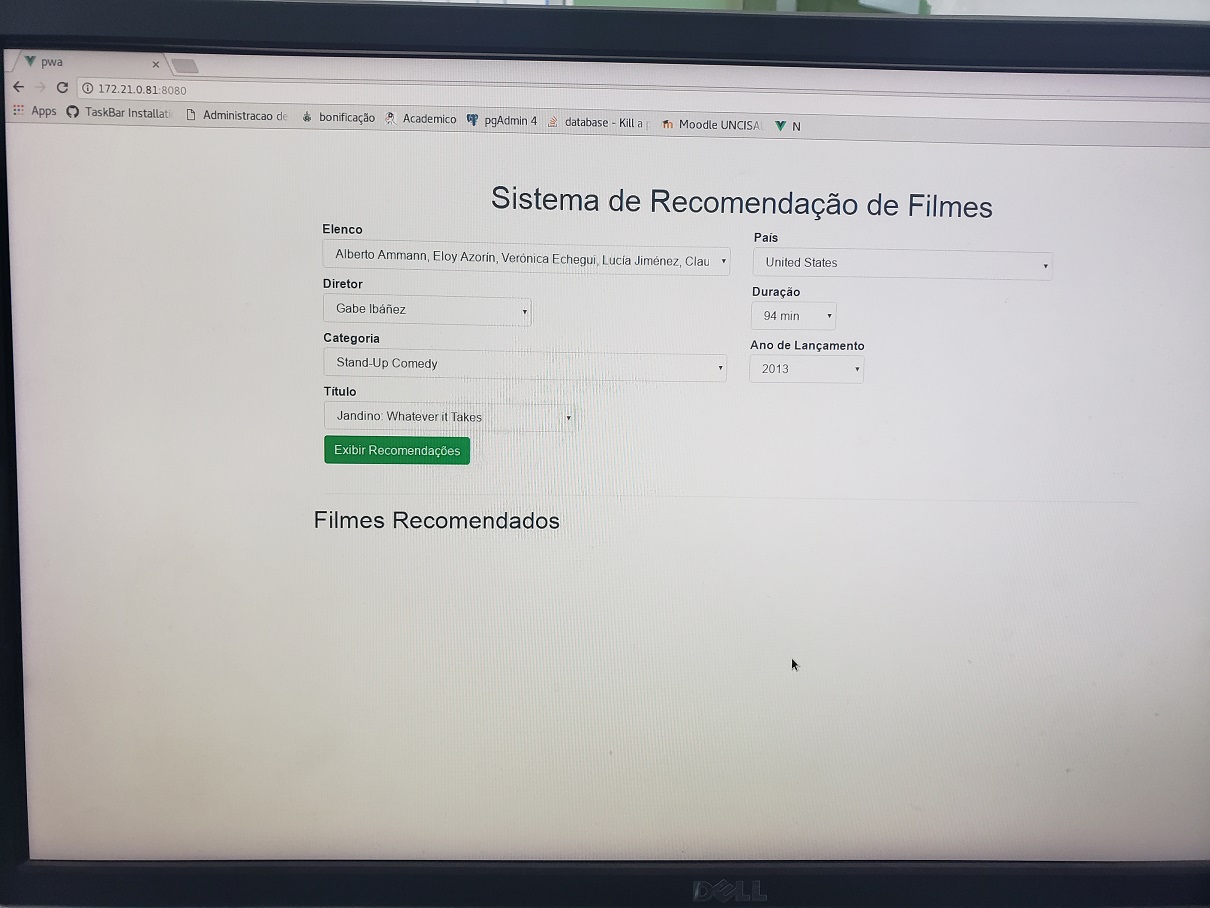 pwa
172.21.0.81:8080
Apps TaskBar Installati Administracao de bonificação Academico pgAdmin 4 database - Kill a p Moodle UNCISAL N
Sistema de Recomendação de Filmes
Elenco
Alberto Ammann, Eloy Azorín, Verónica Echegui, Lucía Jiménez, Clau
País
United States
Diretor
Gabe Ibáñez
Duração
94 min
Categoria
Stand-Up Comedy
Ano de Lançamento
2013
Título
Jandino: Whatever it Takes
Exibir Recomendações
Filmes Recomendados
DELL